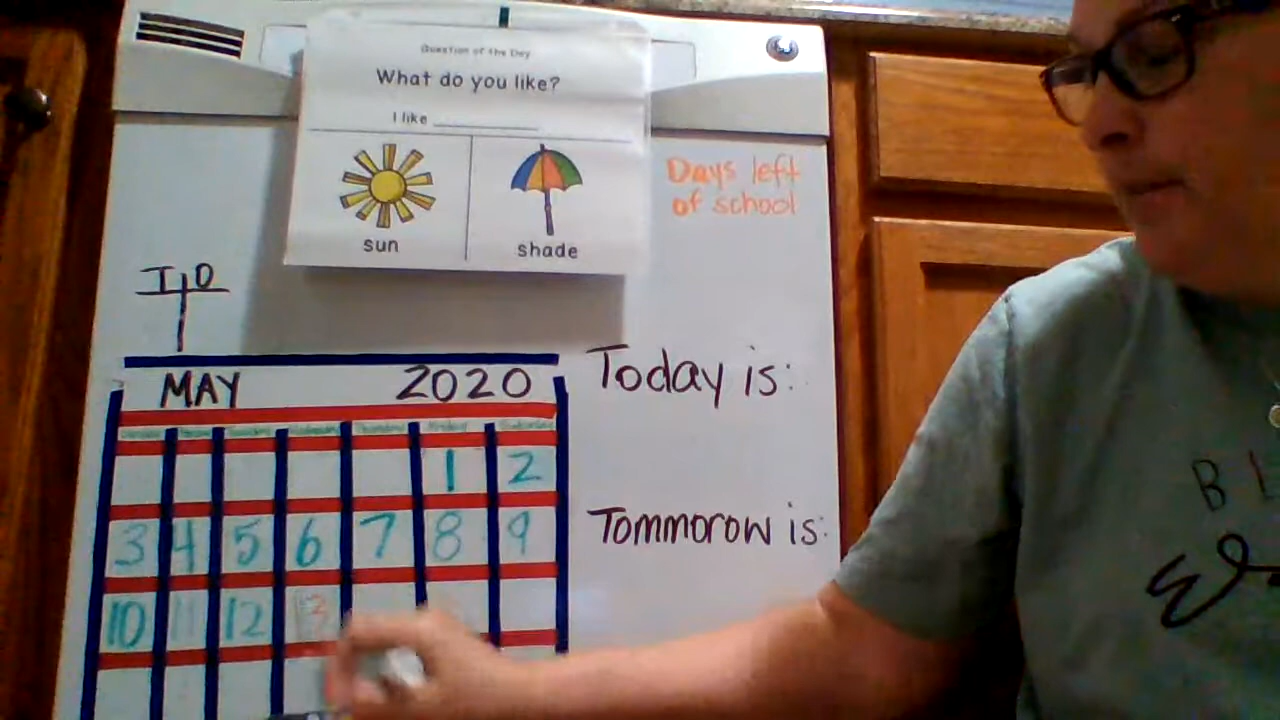 Question of the Day
What do you like?
I like
sun
shade
Days left
of school
T O
MAY 2020
1 2
3 4 5 6 7 8 9
10 11 12 13
Today is:
Tommorow is:
B